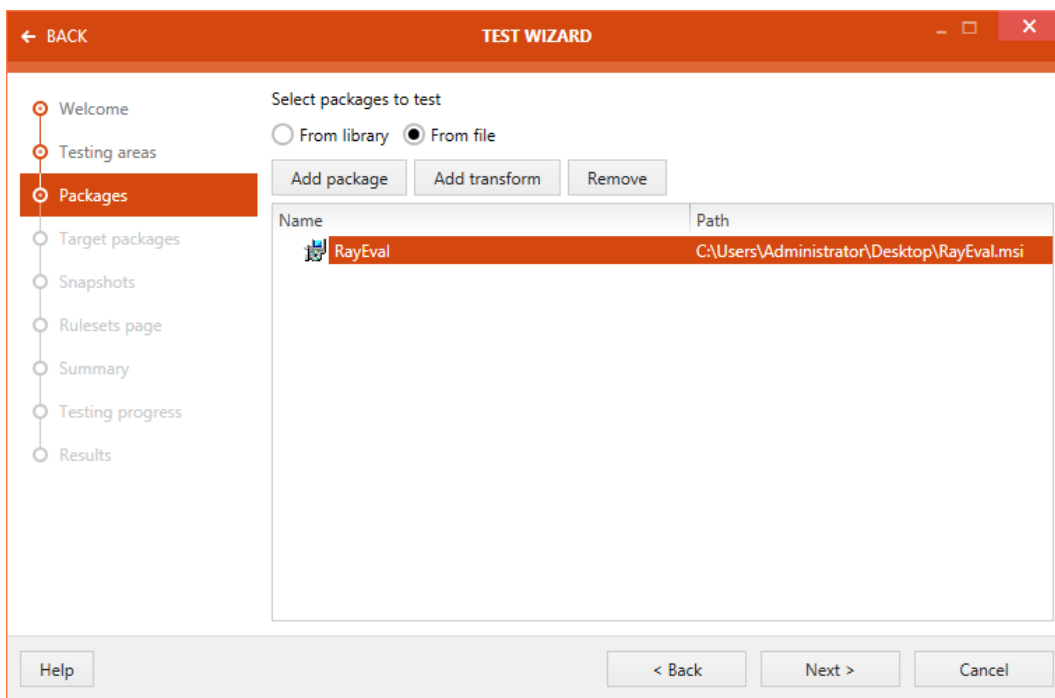 BACK
TEST WIZARD
Welcome
Testing areas
Packages
Target packages
Snapshots
Rulesets page
Summary
Testing progress
Results
Select packages to test
From library From file
Add package Add transform Remove
Name Path
RayEval C:\Users\Administrator\Desktop\RayEval.msi
Help < Back Next > Cancel